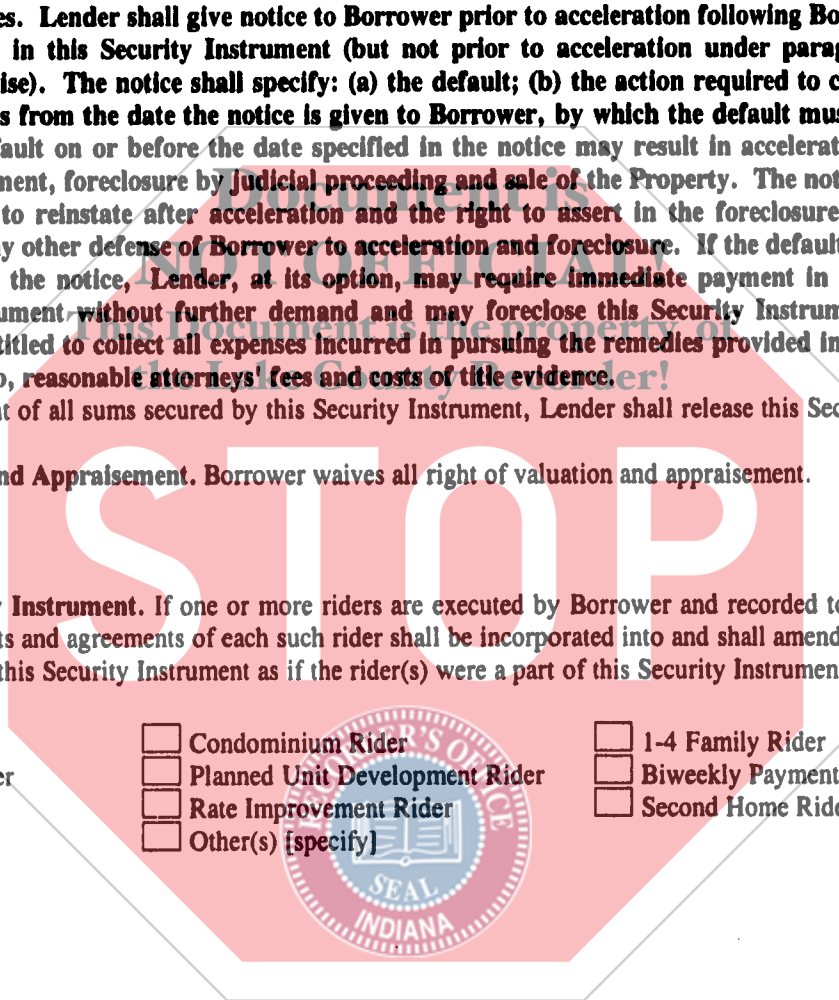 es. Lender shall give notice to Borrower prior to acceleration following Bo
in this Security Instrument (but not prior to acceleration under parag
ise). The notice shall specify: (a) the default; (b) the action required to c
s from the date the notice is given to Borrower, by which the default mus
fault on or before the date specified in the notice may result in accelerat
ment, foreclosure by judicial proceeding and sale of the Property. The not
to reinstate after acceleration and the right to assert in the foreclosure
y other defense of Borrower to acceleration and foreclosure. If the default
the notice, Lender, at its option, may require immediate payment in
ument without further demand and may foreclose this Security Instrum
titled to collect all expenses incurred in pursuing the remedies provided in
o, reasonable attorneys' fees and costs of title evidence.
t of all sums secured by this Security Instrument, Lender shall release this Sec
nd Appraisement. Borrower waives all right of valuation and appraisement.
Instrument. If one or more riders are executed by Borrower and recorded to
ts and agreements of each such rider shall be incorporated into and shall amend
this Security Instrument as if the rider(s) were a part of this Security Instrumen
er
Condominium Rider
Planned Unit Development Rider
Rate Improvement Rider
Other(s) [specify]
1-4 Family Rider
Biweekly Payment
Second Home Ride
Document is
NOT OFFICIAL!
This Document is the property of
the Lake County Recorder!
STOP
RECORDER'S OFFICE
SEAL
INDIANA